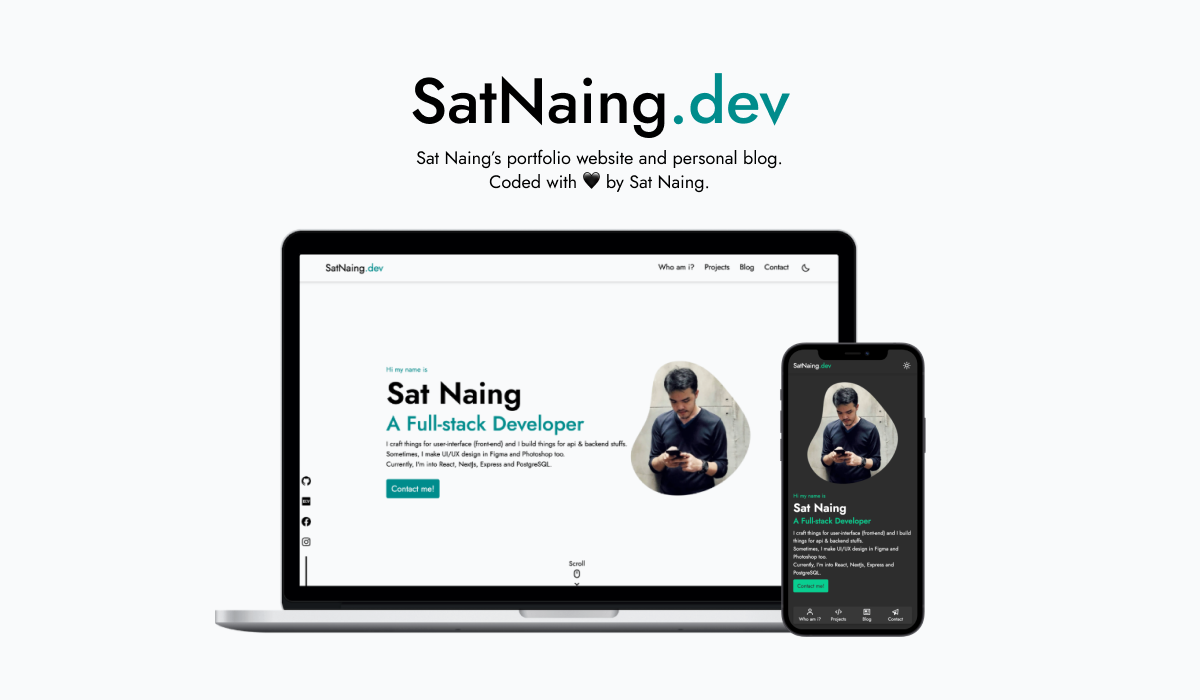 SatNaing.dev
Sat Naing's portfolio website and personal blog.
Coded with 🖤 by Sat Naing.
SatNaing.dev
Who am i? Projects Blog Contact
Hi my name is
Sat Naing
A Full-stack Developer
I craft things for user-interface (front-end) and I build things for api & backend stuffs.
Sometimes, I make UI/UX design in Figma and Photoshop too.
Currently, I'm into React, Nextjs, Express and PostgreSQL.
Contact me!
Scroll
SatNaing.dev
Hi my name is
Sat Naing
A Full-stack Developer
I craft things for user-interface (front-end) and I build
things for api & backend stuffs.
Sometimes, I make UI/UX design in Figma and
Photoshop too.
Currently, I'm into React, Nextjs, Express and
PostgreSQL.
Contact me!
Who am i? Projects Blog Contact